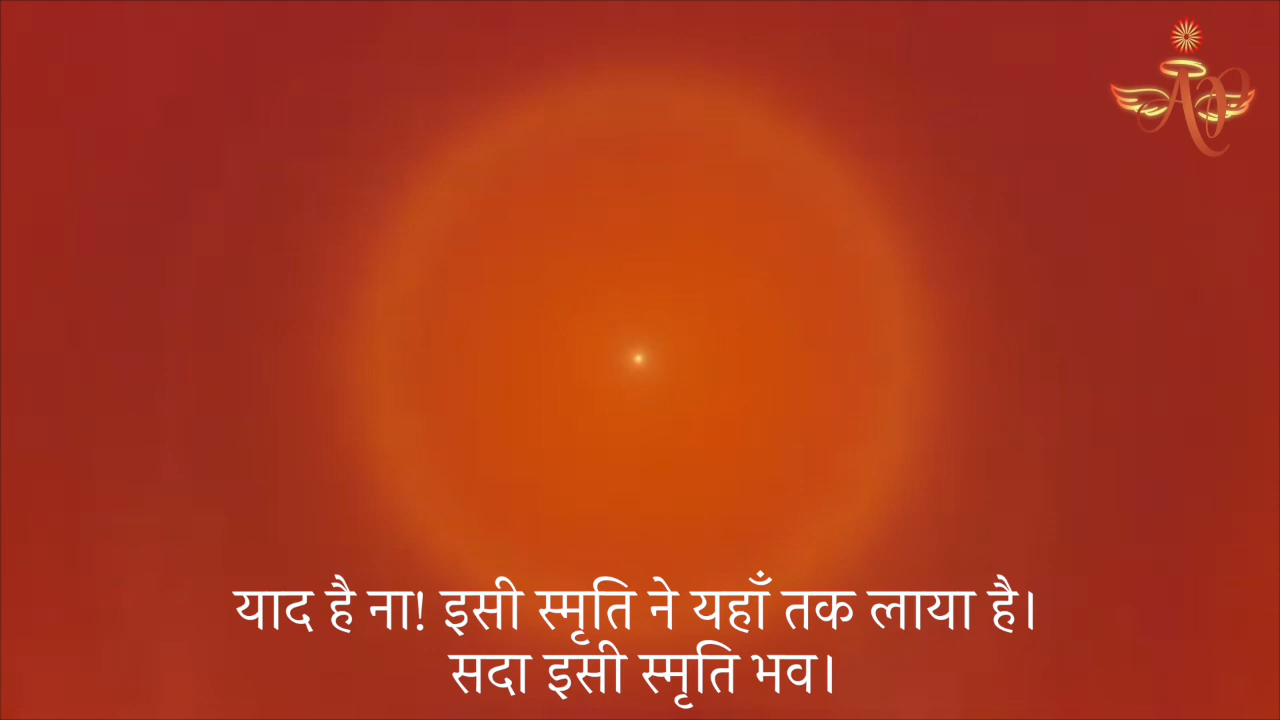 याद है ना! इसी स्मृति ने यहाँ तक लाया है।
सदा इसी स्मृति भव।